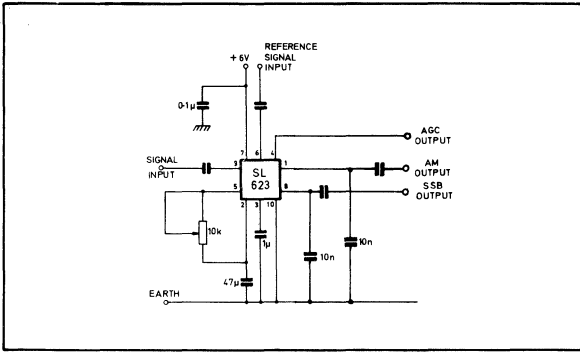 REFERENCE
SIGNAL
INPUT
+6V
0·1µ
AGC
OUTPUT
7 6 4
SIGNAL
INPUT
9
SL
623
1
AM
OUTPUT
5
8
SSB
OUTPUT
2 3 10
10k
1µ
10n
10n
47µ
EARTH